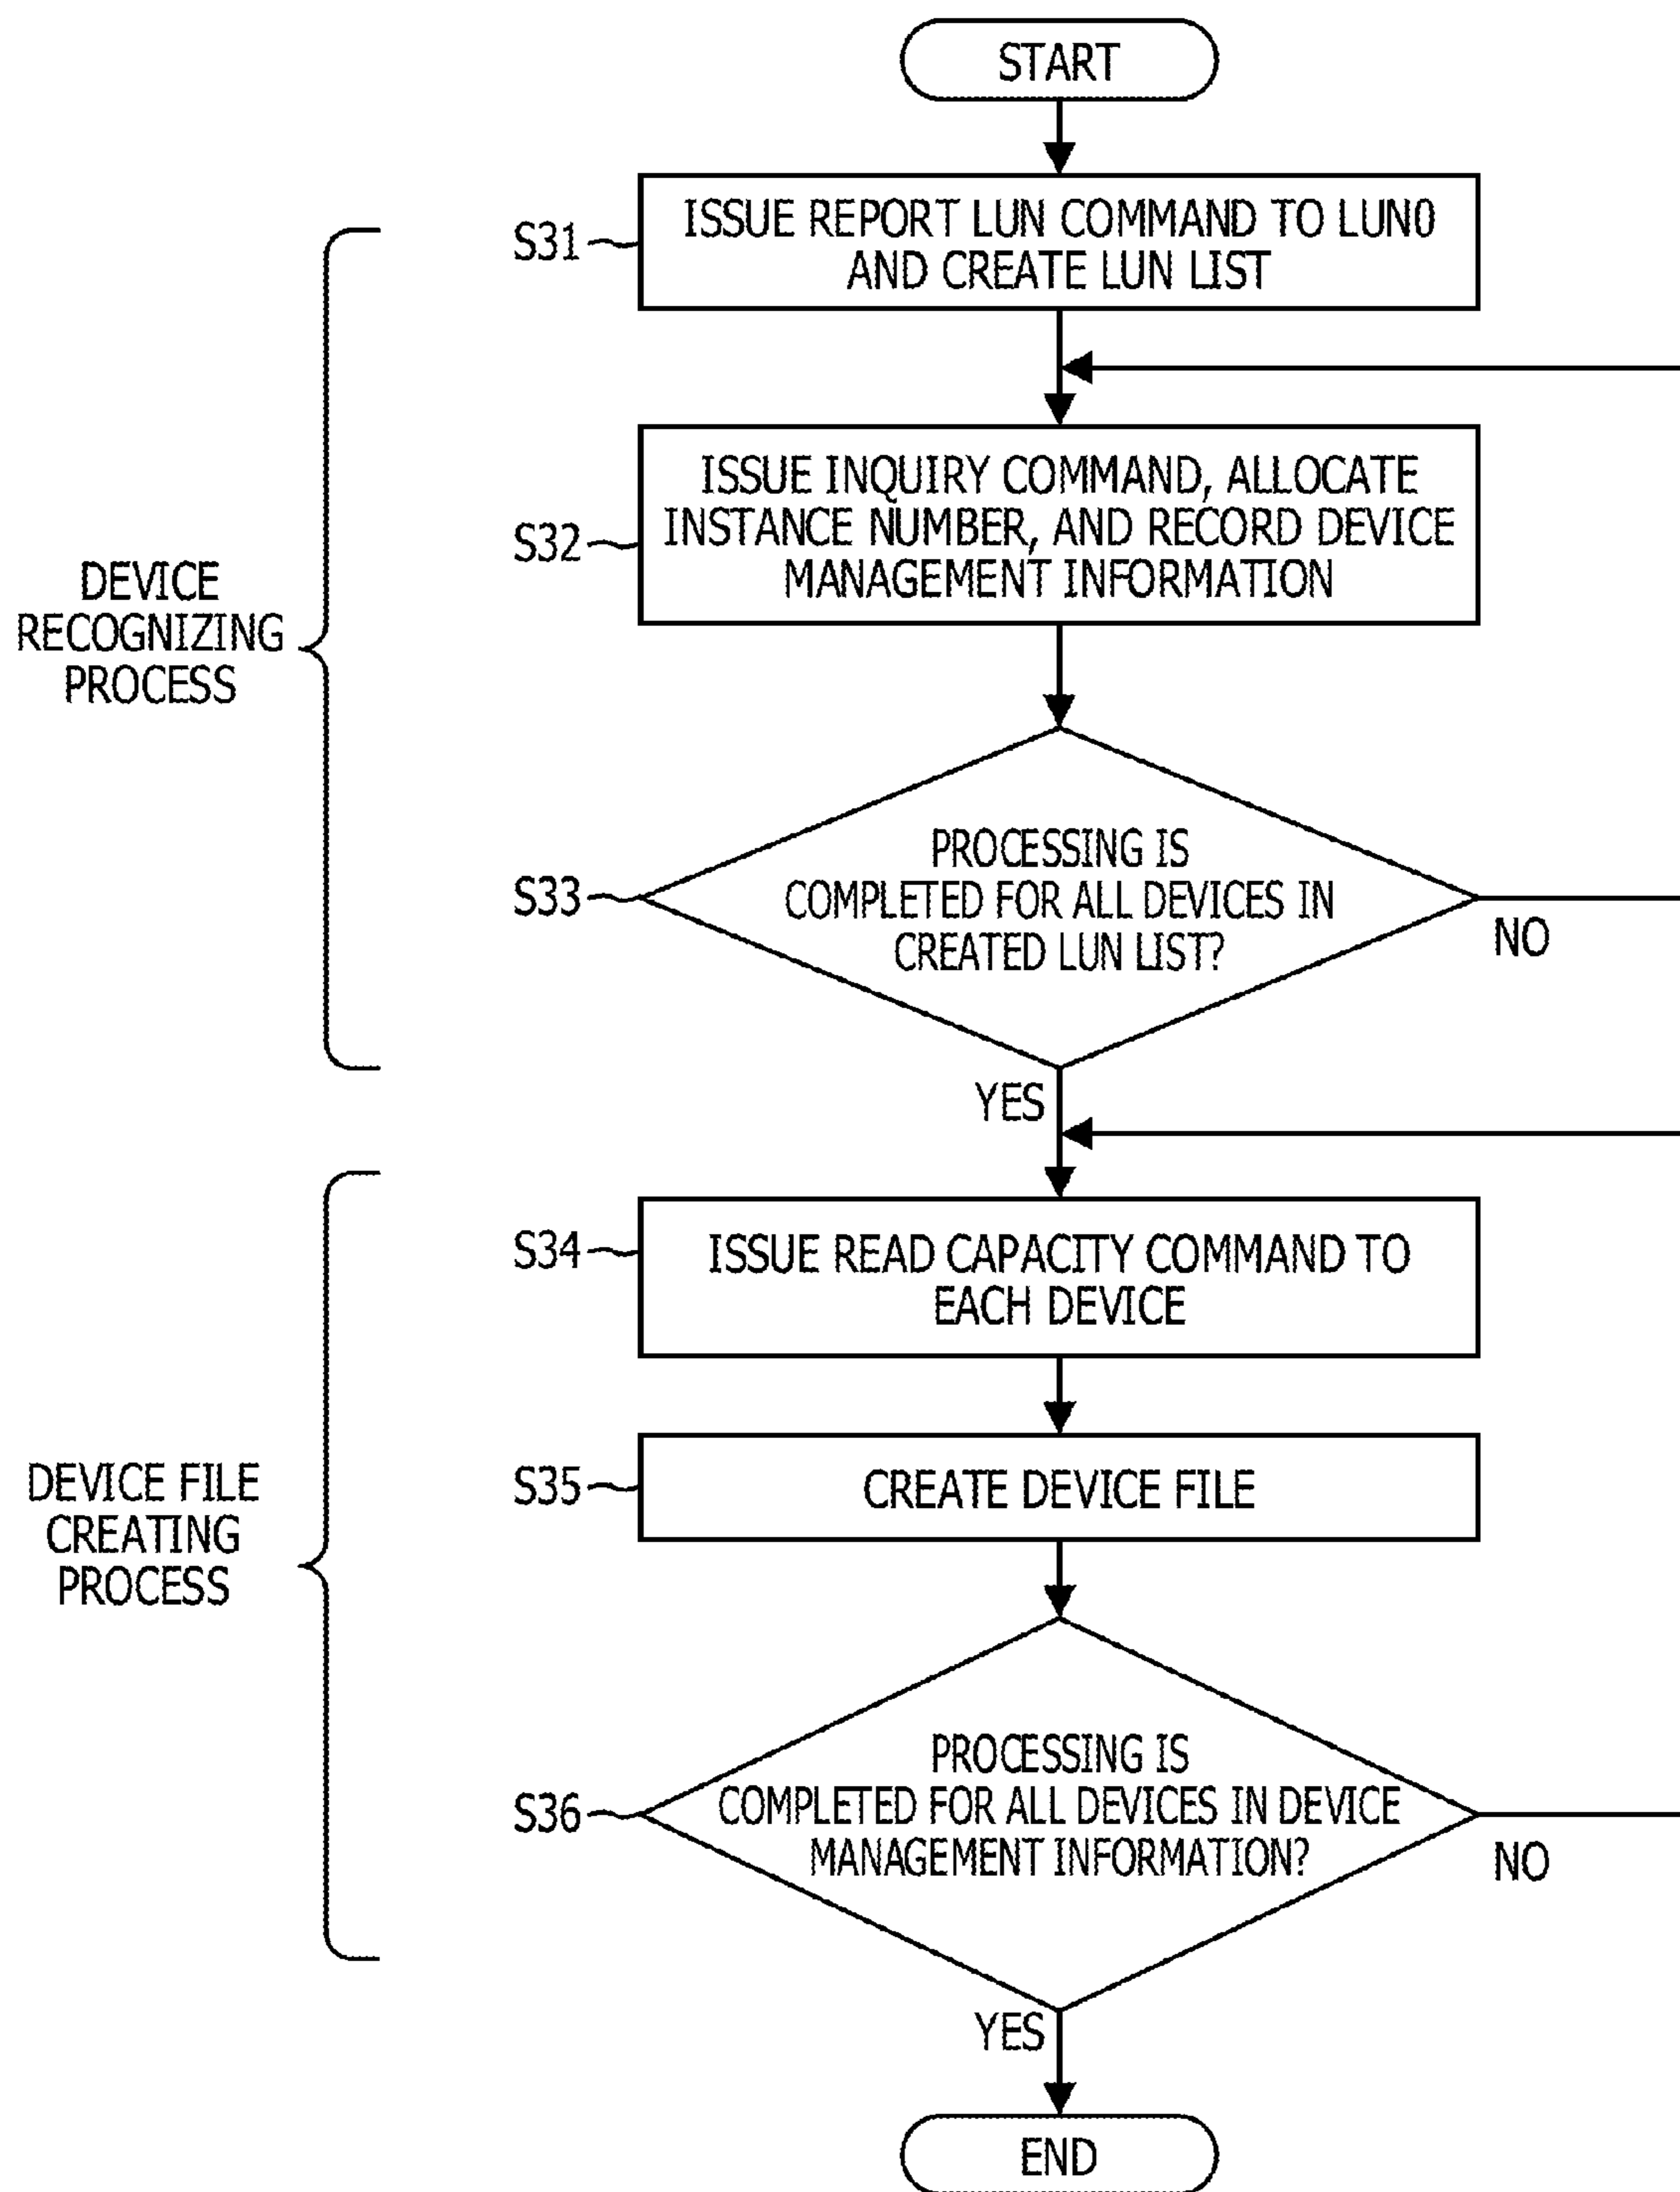 START
S31
ISSUE REPORT LUN COMMAND TO LUN0
AND CREATE LUN LIST
S32
ISSUE INQUIRY COMMAND, ALLOCATE
INSTANCE NUMBER, AND RECORD DEVICE
MANAGEMENT INFORMATION
DEVICE
RECOGNIZING
PROCESS
S33
PROCESSING IS
COMPLETED FOR ALL DEVICES IN
CREATED LUN LIST?
NO
YES
S34
ISSUE READ CAPACITY COMMAND TO
EACH DEVICE
S35
CREATE DEVICE FILE
DEVICE FILE
CREATING
PROCESS
S36
PROCESSING IS
COMPLETED FOR ALL DEVICES IN DEVICE
MANAGEMENT INFORMATION?
NO
YES
END